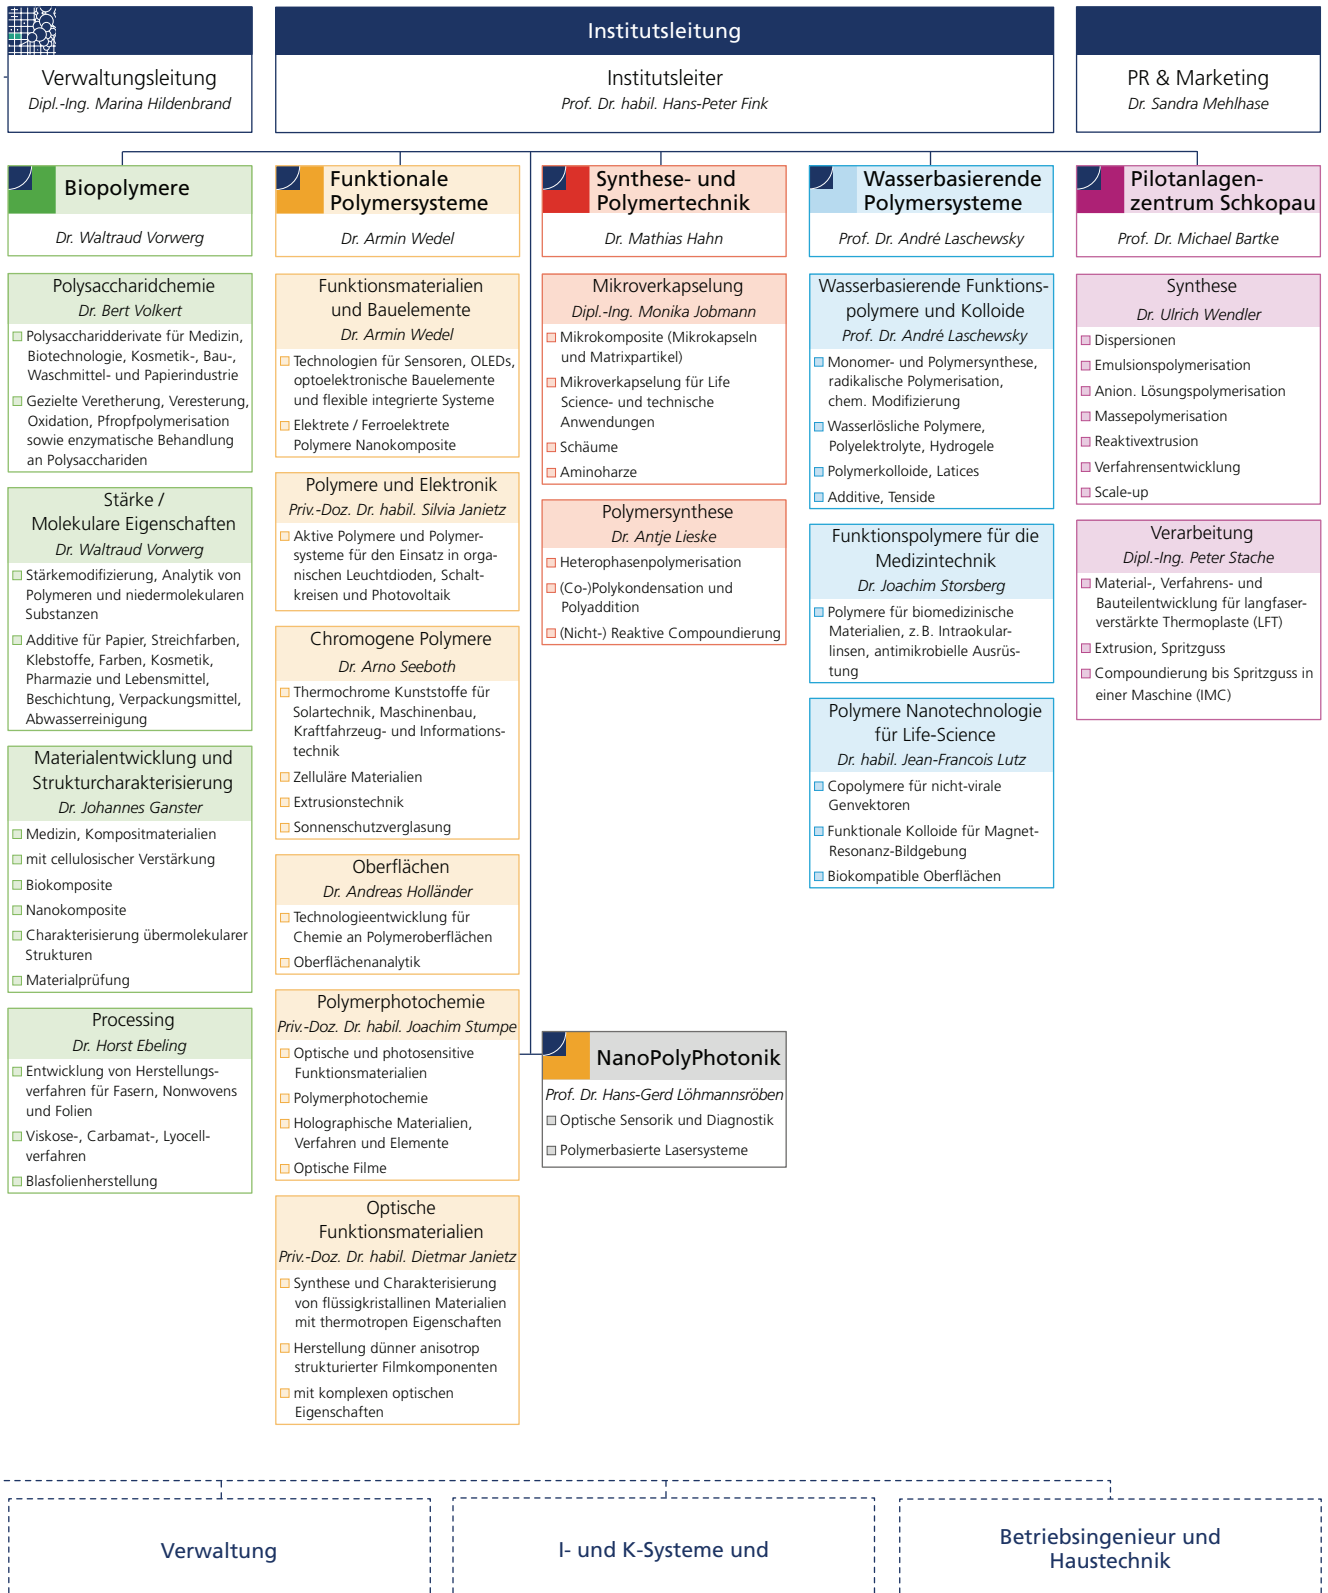 Institutsleitung
Verwaltungsleitung
Dipl.-Ing. Marina Hildenbrand
Institutsleiter
Prof. Dr. habil. Hans-Peter Fink
PR & Marketing
Dr. Sandra Mehlhase
Biopolymere
Dr. Waltraud Vorwerg
Polysaccharidchemie
Dr. Bert Volkert
Polysaccharidderivate für Medizin,
Biotechnologie, Kosmetik-, Bau-,
Waschmittel- und Papierindustrie
Gezielte Veretherung, Veresterung,
Oxidation, Pfropfpolymerisation
sowie enzymatische Behandlung
an Polysacchariden
Stärke /
Molekulare Eigenschaften
Dr. Waltraud Vorwerg
Stärkemodifizierung, Analytik von
Polymeren und niedermolekularen
Substanzen
Additive für Papier, Streichfarben,
Klebstoffe, Farben, Kosmetik,
Pharmazie und Lebensmittel,
Beschichtung, Verpackungsmittel,
Abwasserreinigung
Materialentwicklung und
Strukturcharakterisierung
Dr. Johannes Ganster
Medizin, Kompositmaterialien
mit cellulosischer Verstärkung
Biokomposite
Nanokomposite
Charakterisierung übermolekularer
Strukturen
Materialprüfung
Processing
Dr. Horst Ebeling
Entwicklung von Herstellungs-
verfahren für Fasern, Nonwovens
und Folien
Viskose-, Carbamat-, Lyocell-
verfahren
Blasfolienherstellung
Funktionale
Polymersysteme
Dr. Armin Wedel
Funktionsmaterialien
und Bauelemente
Dr. Armin Wedel
Technologien für Sensoren, OLEDs,
optoelektronische Bauelemente
und flexible integrierte Systeme
Elektrete / Ferroelektrete
Polymere Nanokomposite
Polymere und Elektronik
Priv.-Doz. Dr. habil. Silvia Janietz
Aktive Polymere und Polymer-
systeme für den Einsatz in orga-
nischen Leuchtdioden, Schalt-
kreisen und Photovoltaik
Chromogene Polymere
Dr. Arno Seeboth
Thermochrome Kunststoffe für
Solartechnik, Maschinenbau,
Kraftfahrzeug- und Informations-
technik
Zelluläre Materialien
Extrusionstechnik
Sonnenschutzverglasung
Oberflächen
Dr. Andreas Holländer
Technologieentwicklung für
Chemie an Polymeroberflächen
Oberflächenanalytik
Polymerphotochemie
Priv.-Doz. Dr. habil. Joachim Stumpe
Optische und photosensitive
Funktionsmaterialien
Polymerphotochemie
Holographische Materialien,
Verfahren und Elemente
Optische Filme
Optische
Funktionsmaterialien
Priv.-Doz. Dr. habil. Dietmar Janietz
Synthese und Charakterisierung
von flüssigkristallinen Materialien
mit thermotropen Eigenschaften
Herstellung dünner anisotrop
strukturierter Filmkomponenten
mit komplexen optischen
Eigenschaften
Synthese- und
Polymertechnik
Dr. Mathias Hahn
Mikroverkapselung
Dipl.-Ing. Monika Jobmann
Mikrokomposite (Mikrokapseln
und Matrixpartikel)
Mikroverkapselung für Life
Science- und technische
Anwendungen
Schäume
Aminoharze
Polymersynthese
Dr. Antje Lieske
Heterophasenpolymerisation
(Co-)Polykondensation und
Polyaddition
(Nicht-) Reaktive Compoundierung
NanoPolyPhotonik
Prof. Dr. Hans-Gerd Löhmannsröben
Optische Sensorik und Diagnostik
Polymerbasierte Lasersysteme
Wasserbasierende
Polymersysteme
Prof. Dr. André Laschewsky
Wasserbasierende Funktions-
polymere und Kolloide
Prof. Dr. André Laschewsky
Monomer- und Polymersynthese,
radikalische Polymerisation,
chem. Modifizierung
Wasserlösliche Polymere,
Polyelektrolyte, Hydrogele
Polymerkolloide, Latices
Additive, Tenside
Funktionspolymere für die
Medizintechnik
Dr. Joachim Storsberg
Polymere für biomedizinische
Materialien, z. B. Intraokular-
linsen, antimikrobielle Ausrüs-
tung
Polymere Nanotechnologie
für Life-Science
Dr. habil. Jean-Francois Lutz
Copolymere für nicht-virale
Genvektoren
Funktionale Kolloide für Magnet-
Resonanz-Bildgebung
Biokompatible Oberflächen
Pilotanlagen-
zentrum Schkopau
Prof. Dr. Michael Bartke
Synthese
Dr. Ulrich Wendler
Dispersionen
Emulsionspolymerisation
Anion. Lösungspolymerisation
Massepolymerisation
Reaktivextrusion
Verfahrensentwicklung
Scale-up
Verarbeitung
Dipl.-Ing. Peter Stache
Material-, Verfahrens- und
Bauteilentwicklung für langfaser-
verstärkte Thermoplaste (LFT)
Extrusion, Spritzguss
Compoundierung bis Spritzguss in
einer Maschine (IMC)
Verwaltung
I- und K-Systeme und
Betriebsingenieur und
Haustechnik